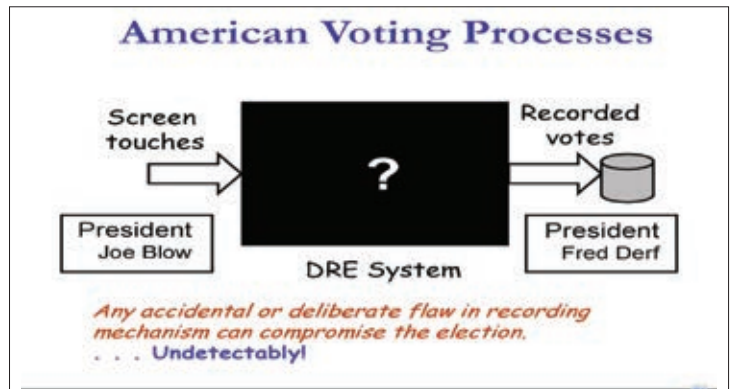 American Voting Processes
Screen
touches
Recorded
votes
?
President
Joe Blow
President
Fred Derf
DRE System
Any accidental or deliberate flaw in recording
mechanism can compromise the election.
. . . Undetectably!